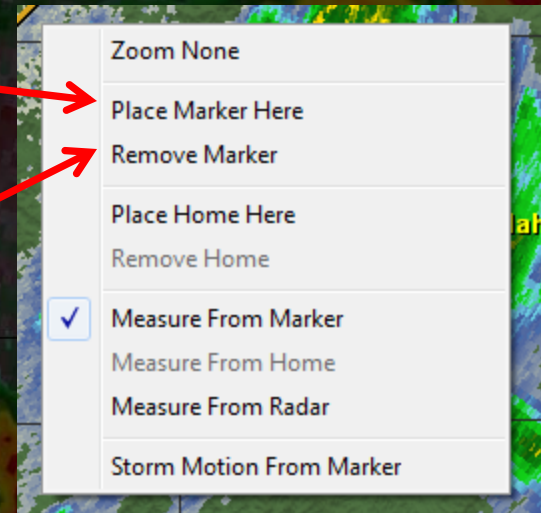 Zoom None
Place Marker Here
Remove Marker
Place Home Here
Remove Home
Measure From Marker
Measure From Home
Measure From Radar
Storm Motion From Marker